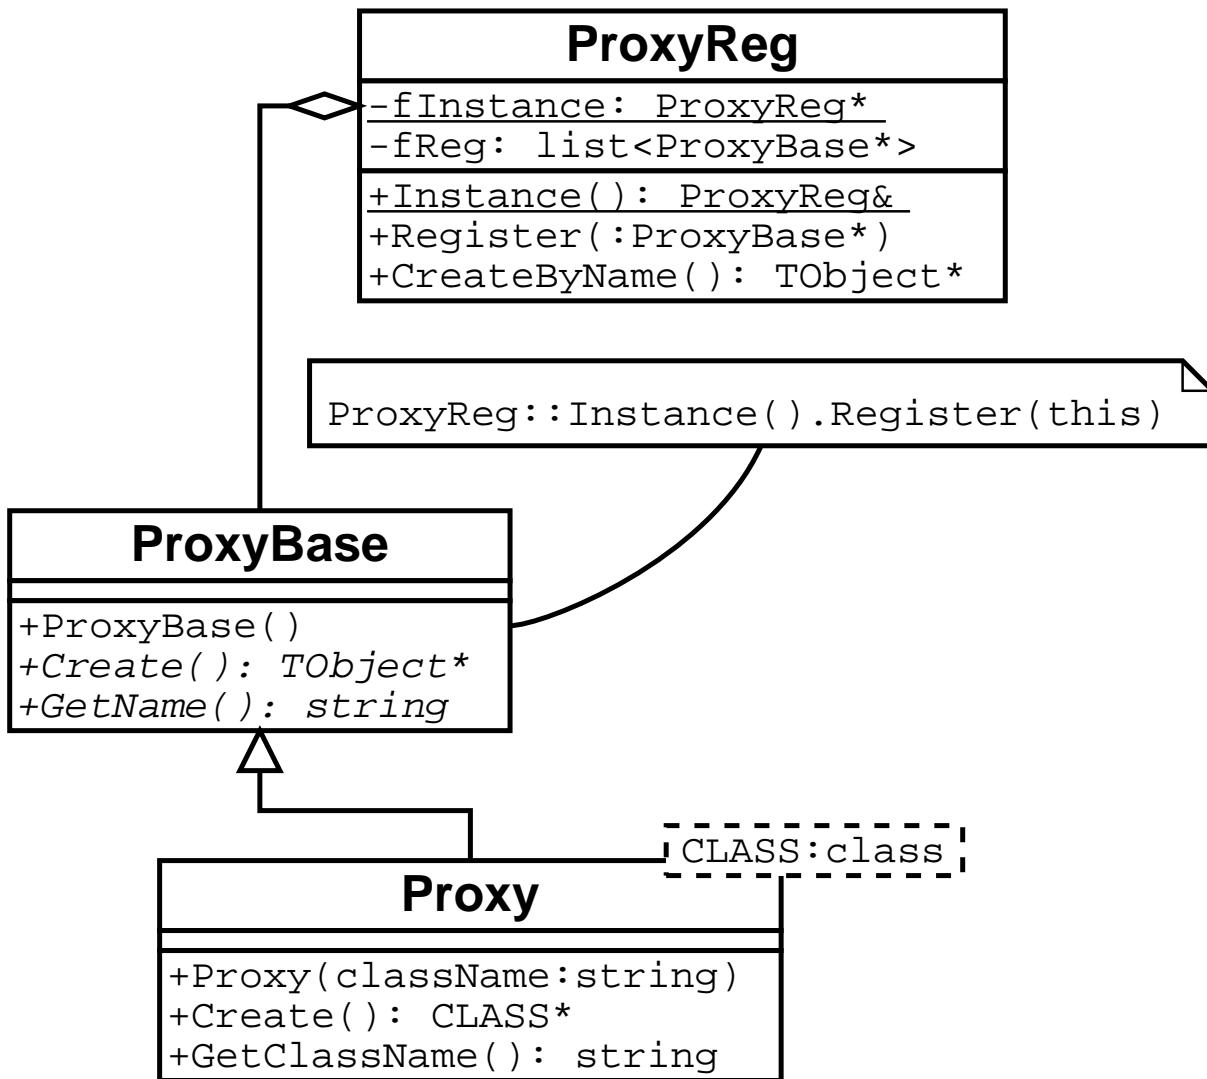 ProxyReg
-fInstance: ProxyReg*
-fReg: list<ProxyBase*>
+Instance(): ProxyReg&
+Register(:ProxyBase*)
+CreateByName(): TObject*
ProxyReg::Instance().Register(this)
ProxyBase
+ProxyBase()
+Create(): TObject*
+GetName(): string
CLASS:class
Proxy
+Proxy(className:string)
+Create(): CLASS*
+GetClassName(): string